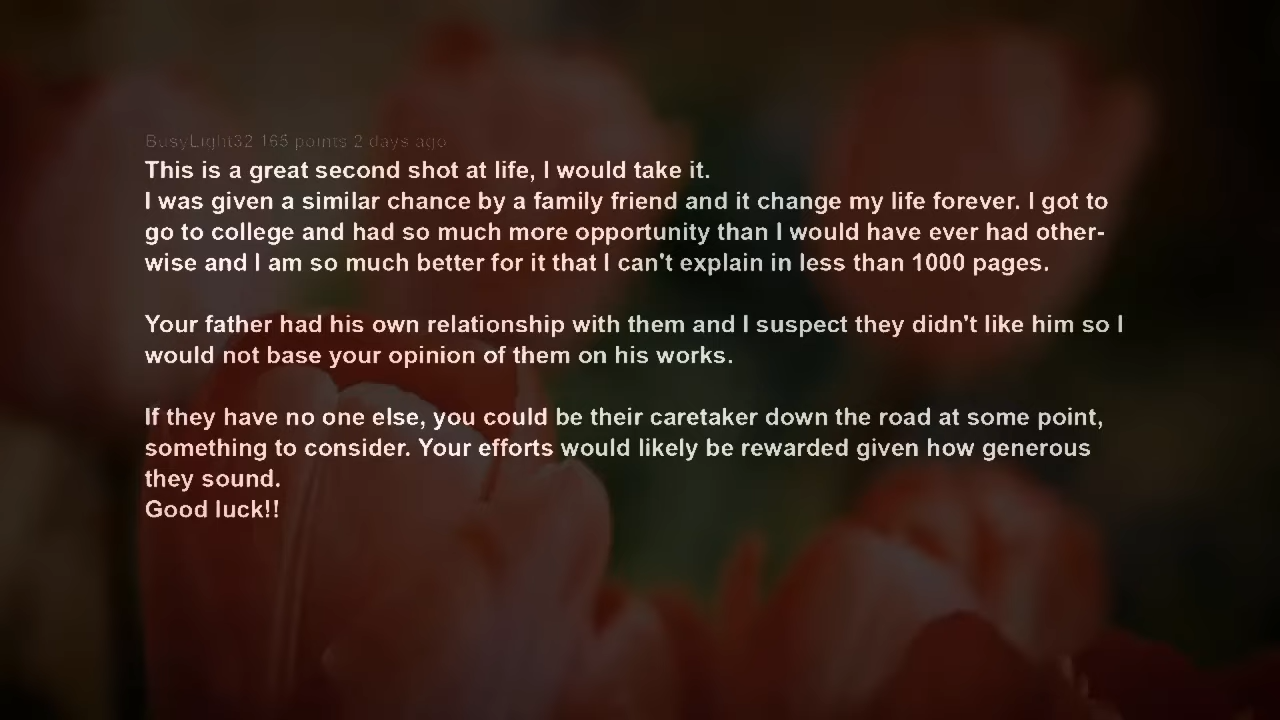 BusyLight32 165 points 2 days ago
This is a great second shot at life, I would take it.
I was given a similar chance by a family friend and it change my life forever. I got to
go to college and had so much more opportunity than I would have ever had other-
wise and I am so much better for it that I can't explain in less than 1000 pages.
Your father had his own relationship with them and I suspect they didn't like him so I
would not base your opinion of them on his works.
If they have no one else, you could be their caretaker down the road at some point,
something to consider. Your efforts would likely be rewarded given how generous
they sound.
Good luck!!